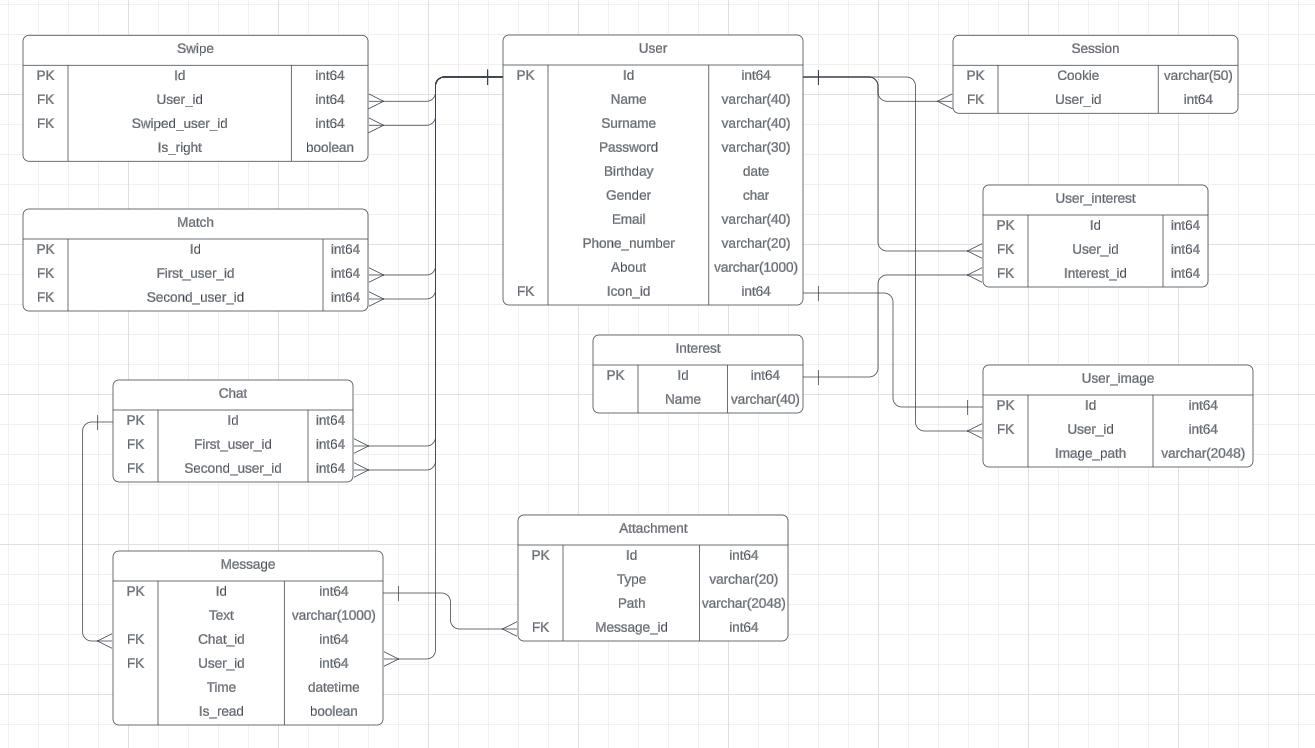 Swipe
PK Id int64
FK User_id int64
FK Swiped_user_id int64
Is_right boolean
User
PK Id int64
Name varchar(40)
Surname varchar(40)
Password varchar(30)
Birthday date
Gender char
Email varchar(40)
Phone_number varchar(20)
About varchar(1000)
FK Icon_id int64
Session
PK Cookie varchar(50)
FK User_id int64
Match
PK Id int64
FK First_user_id int64
FK Second_user_id int64
User_interest
PK Id int64
FK User_id int64
FK Interest_id int64
Interest
PK Id int64
Name varchar(40)
User_image
PK Id int64
FK User_id int64
Image_path varchar(2048)
Chat
PK Id int64
FK First_user_id int64
FK Second_user_id int64
Attachment
PK Id int64
Type varchar(20)
Path varchar(2048)
FK Message_id int64
Message
PK Id int64
Text varchar(1000)
FK Chat_id int64
FK User_id int64
Time datetime
Is_read boolean